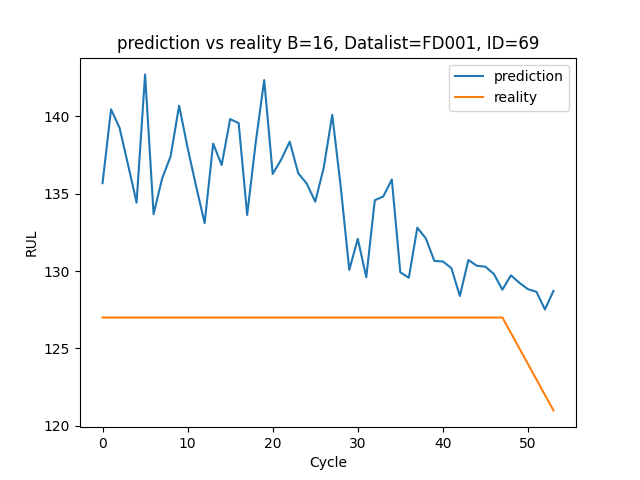 prediction vs reality B=16, Datalist=FD001, ID=69
prediction
reality
RUL
140
135
130
125
120
0 10 20 30 40 50
Cycle